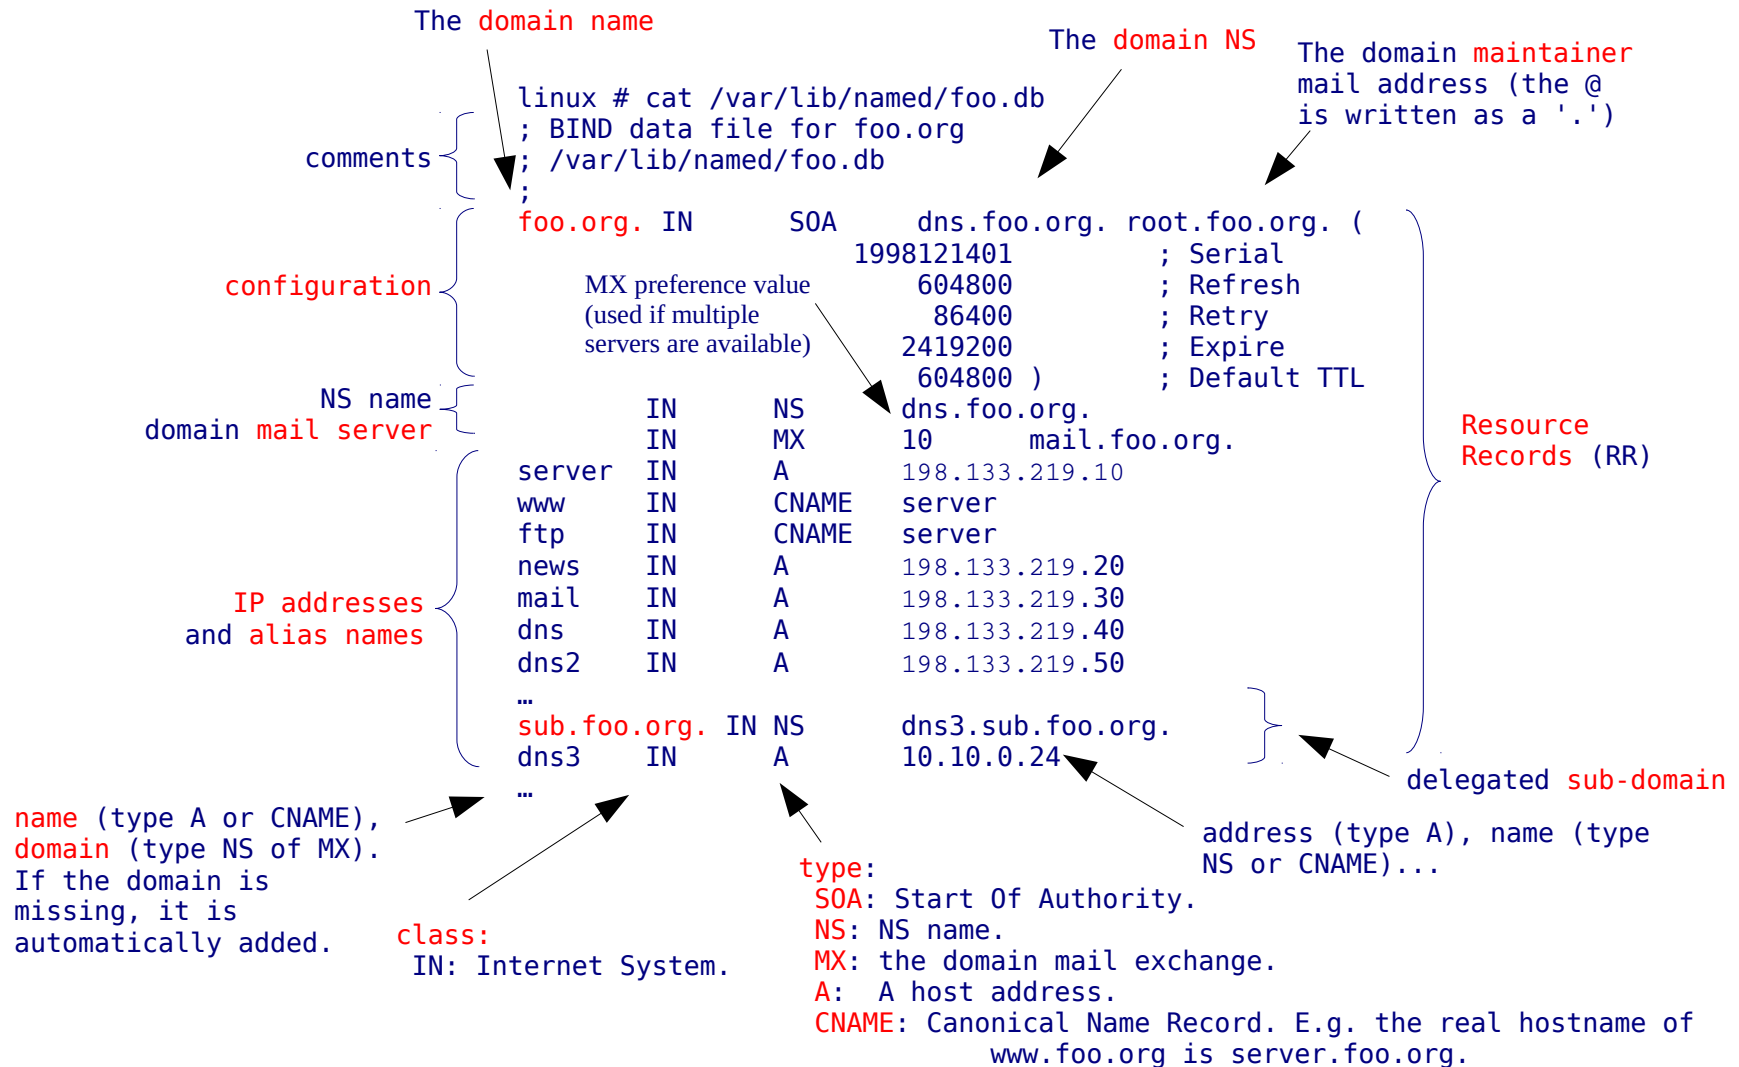 The domain name
The domain NS
The domain maintainer
mail address (the @
is written as a '.')
linux # cat /var/lib/named/foo.db
; BIND data file for foo.org
comments
; /var/lib/named/foo.db
;
foo.org. IN SOA dns.foo.org. root.foo.org. (
1998121401 ; Serial
configuration
MX preference value
(used if multiple
servers are available)
604800 ; Refresh
86400 ; Retry
2419200 ; Expire
604800 ) ; Default TTL
NS name
domain mail server
IN NS dns.foo.org.
IN MX 10 mail.foo.org.
Resource
Records (RR)
server IN A 198.133.219.10
www IN CNAME server
ftp IN CNAME server
news IN A 198.133.219.20
IP addresses
and alias names
mail IN A 198.133.219.30
dns IN A 198.133.219.40
dns2 IN A 198.133.219.50
…
sub.foo.org. IN NS dns3.sub.foo.org.
dns3 IN A 10.10.0.24
…
delegated sub-domain
name (type A or CNAME),
domain (type NS of MX).
If the domain is
missing, it is
automatically added.
class:
IN: Internet System.
address (type A), name (type
NS or CNAME)...
type:
SOA: Start Of Authority.
NS: NS name.
MX: the domain mail exchange.
A: A host address.
CNAME: Canonical Name Record. E.g. the real hostname of
www.foo.org is server.foo.org.